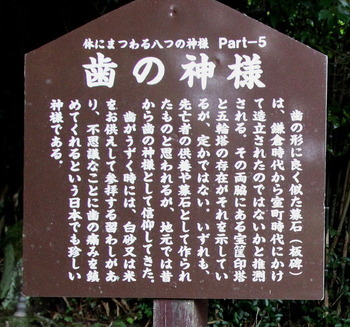 体にまつわる八つの神様 Part-5
歯の神様
歯の形に良く似た墓石（板碑）
は、鎌倉時代から室町時代にかけ
て造立されたのではないかと推測
される。その両脇にある宝篋印塔
と五輪塔の存在がそれを示してい
るが、定かではない。いずれも、
先亡者の供養や墓石として作られ
たものと思われるが、地元では昔
から歯の神様として信仰してきた。
歯がうずく時には、白砂又は米
をお供えして参拝する習わしがあ
り、不思議なことに歯の痛みを鎮
めてくれるという日本でも珍しい
神様である。